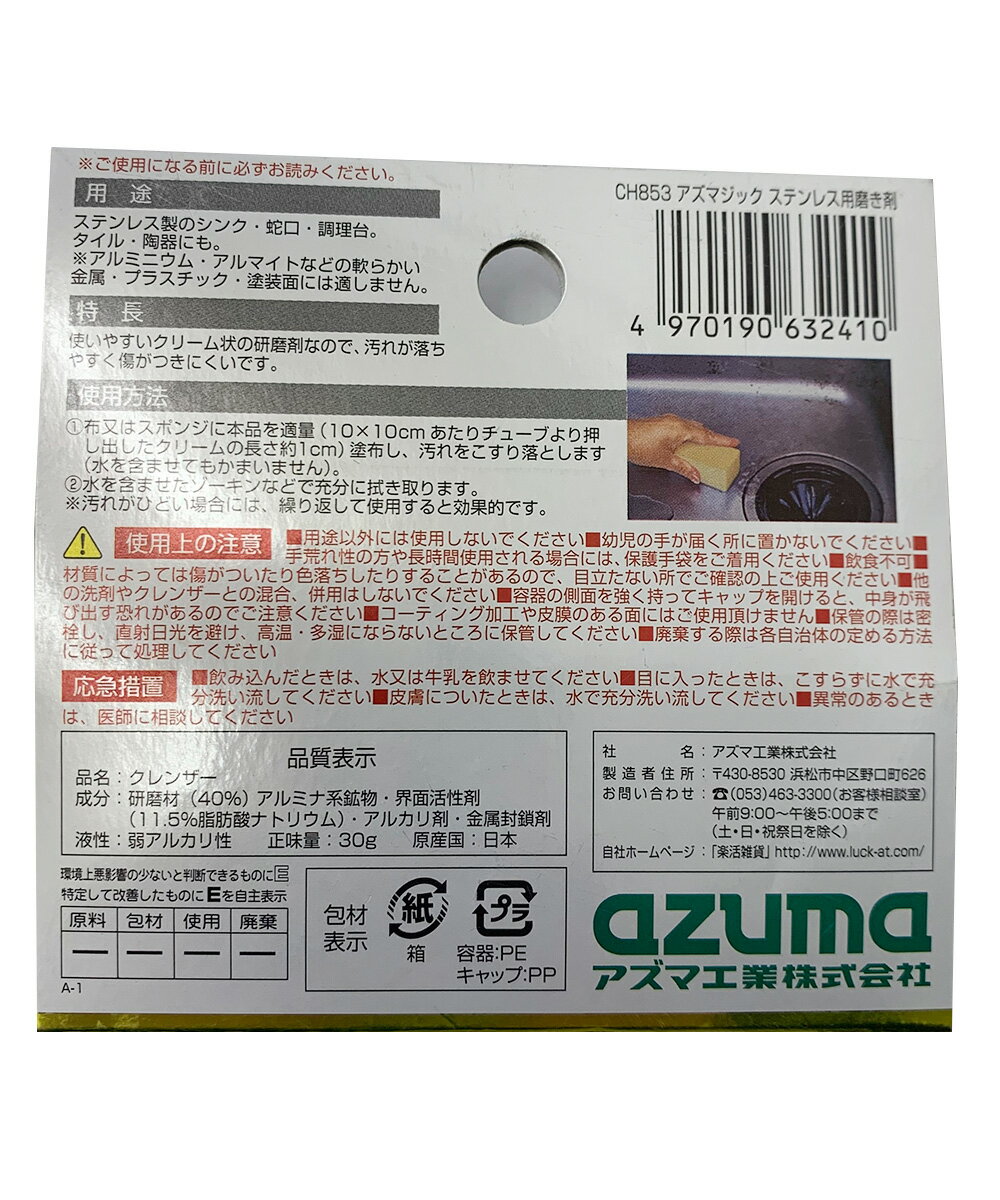 ※ご使用になる前に必ずお読みください。
用 途
ステンレス製のシンク・蛇口・調理台。
タイル・陶器にも。
※アルミニウム・アルマイトなどの軟らかい
金属・プラスチック・塗装面には適しません。
特 長
使いやすいクリーム状の研磨剤なので、汚れが落ち
やすく傷がつきにくいです。
CH853 アズマジック ステンレス用磨き剤
4 970190 632410
使用方法
①布又はスポンジに本品を適量(10×10cmあたりチューブより押
し出したクリームの長さ約1cm)塗布し、汚れをこすり落とします
(水を含ませてもかまいません)。
②水を含ませたゾーキンなどで充分に拭き取ります。
※汚れがひどい場合には、繰り返して使用すると効果的です。
使用上の注意 ■用途以外には使用しないでください■幼児の手が届く所に置かないでください■
手荒れ性の方や長時間使用される場合には、保護手袋をご着用ください■飲食不可■
材質によっては傷がついたり色落ちしたりすることがあるので、目立たない所でご確認の上ご使用ください■他
の洗剤やクレンザーとの混合、併用はしないでください■容器の側面を強く持ってキャップを開けると、中身が飛
び出す恐れがあるのでご注意ください■コーティング加工や皮膜のある面にはご使用頂けません■保管の際は密
栓し、直射日光を避け、高温・多湿にならないところに保管してください■廃棄する際は各自治体の定める方法
に従って処理してください
応急措置 ■飲み込んだときは、水又は牛乳を飲ませてください■目に入ったときは、こすらずに水で充
分洗い流してください■皮膚についたときは、水で充分洗い流してください■異常のあるとき
は、医師に相談してください
品質表示
品名:クレンザー
成分:研磨材(40%)アルミナ系鉱物・界面活性剤
(11.5%脂肪酸ナトリウム)・アルカリ剤・金属封鎖剤
液性:弱アルカリ性 正味量:30g 原産国:日本
社 名:アズマ工業株式会社
製造者住所:〒430-8530 浜松市中区野口町626
お問い合わせ:☎(053)463-3300(お客様相談室)
午前9:00〜午後5:00まで
(土・日・祝祭日を除く)
自社ホームページ:「楽活雑貨」http://www.luck-at.com/
環境上悪影響の少ないと判断できるものにE
特定して改善したものにEを自主表示
原料 包材 使用 廃棄
— — — —
A-1
包材
表示
紙
箱
プラ
容器:PE
キャップ:PP
azuma
アズマ工業株式会社